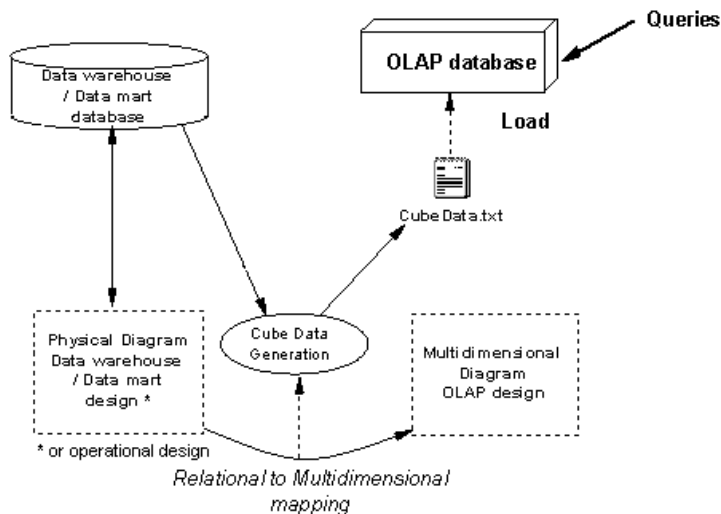 Queries
Data warehouse
/ Data mart
database
OLAP database
Load
CubeData.txt
Physical Diagram
Data warehouse
/ Data mart
design *
Cube Data
Generation
Multidimensional
Diagram
OLAP design
* or operational design
Relational to Multidimensional
mapping